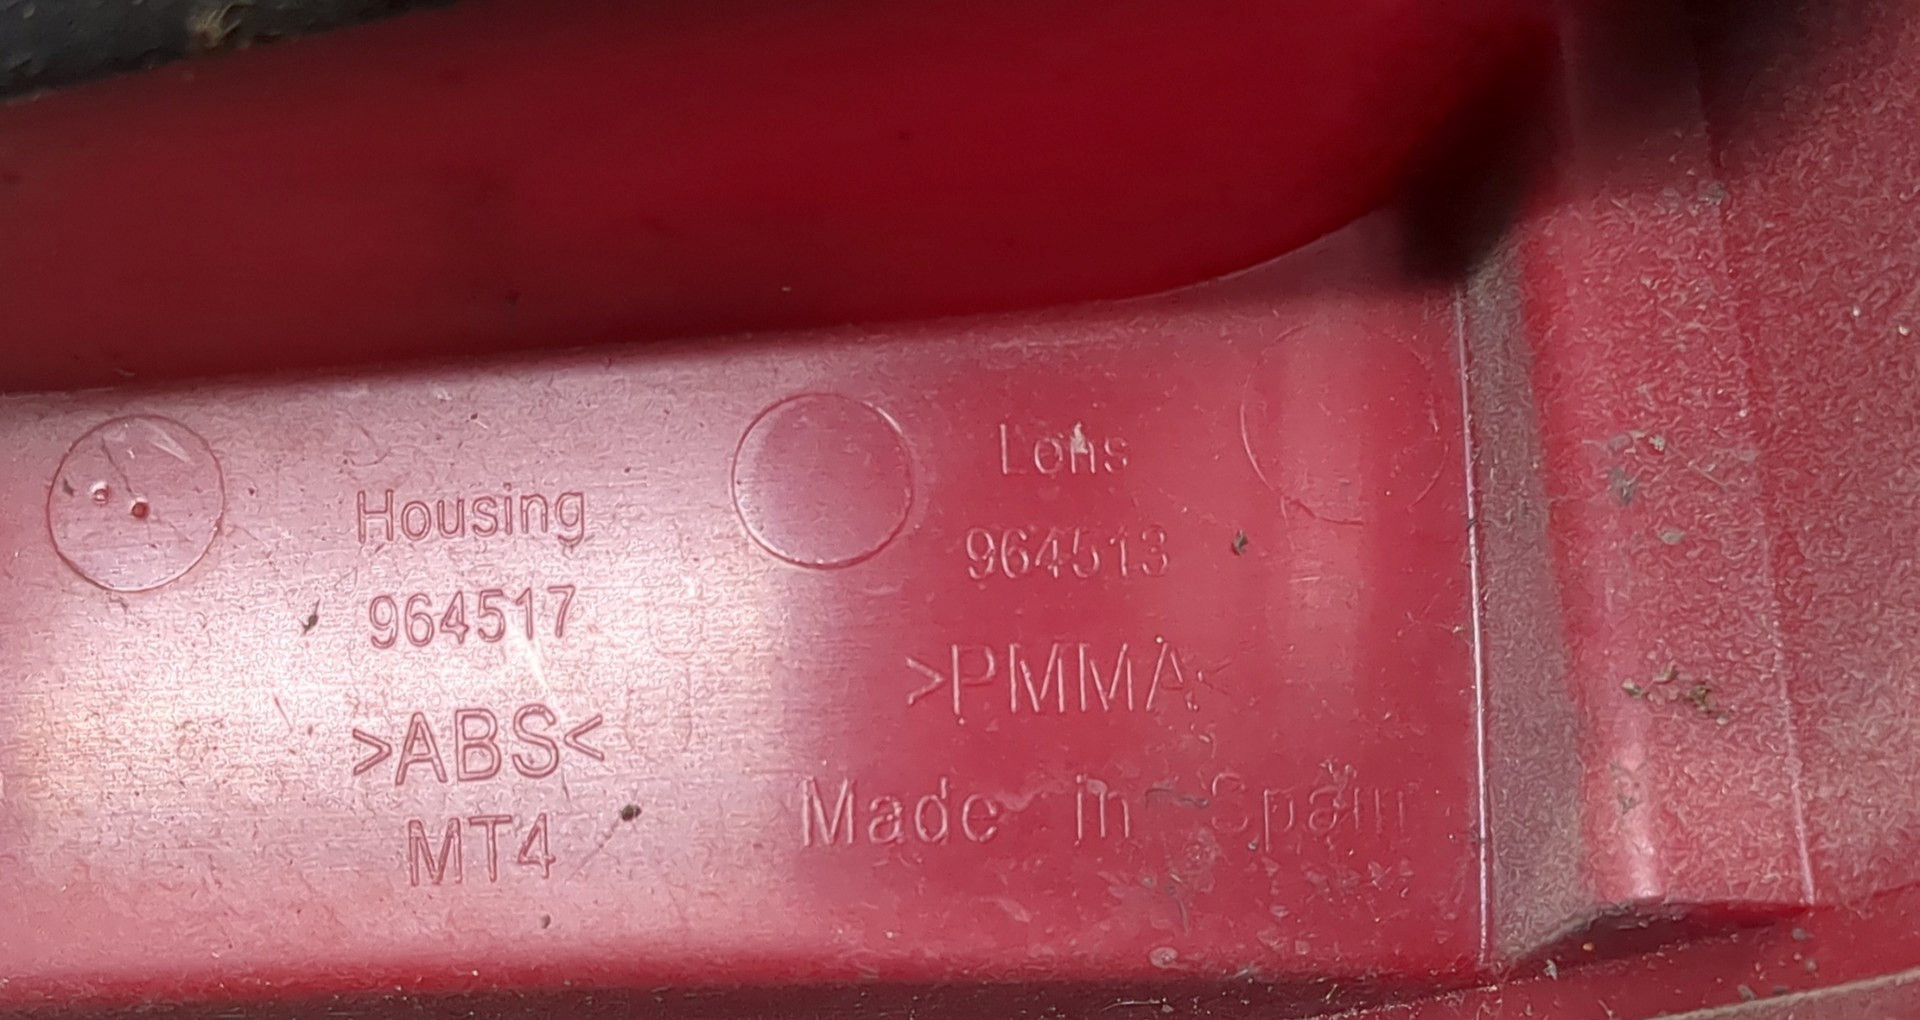 Housing
964517
>ABS<
MT4
Lens
964513
>PMMA<
Made in Spain